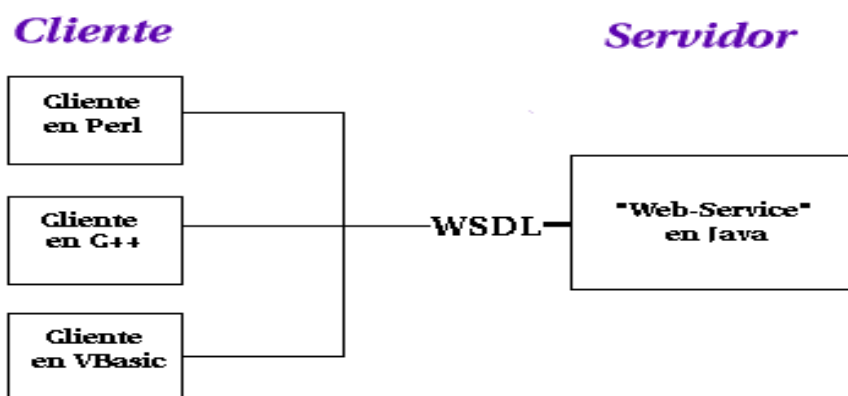 Cliente
Servidor
Cliente
en Perl
Cliente
en C++
Cliente
en VBasic
WSDL
"Web-Service"
en Java